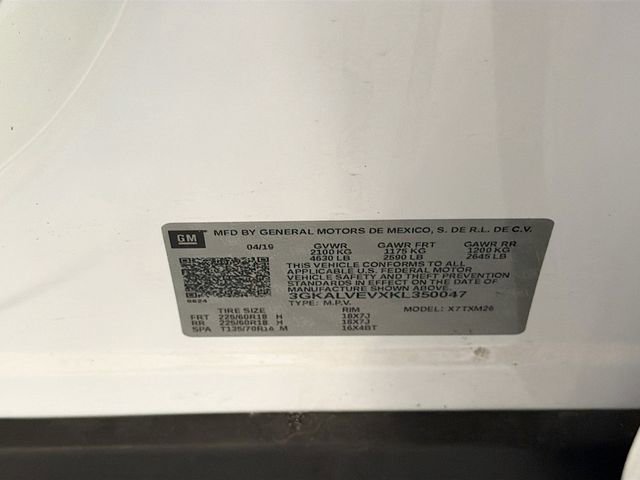 GM MFD BY GENERAL MOTORS DE MEXICO, S. DE R.L. DE C.V.
04/19 GVWR GAWR FRT GAWR RR
2100 KG 1175 KG 1200 KG
4630 LB 2590 LB 2645 LB
THIS VEHICLE CONFORMS TO ALL
APPLICABLE U.S. FEDERAL MOTOR
VEHICLE SAFETY AND THEFT PREVENTION
STANDARDS IN EFFECT ON THE DATE OF
MANUFACTURE SHOWN ABOVE.
3GKALVEVXKL350047
TYPE: M.P.V. MODEL: X7TXM26
TIRE SIZE RIM
FRT 225/60R18 H 18X7J
RR 225/60R18 H 18X7J
SPA T135/70R16 M 16X4BT